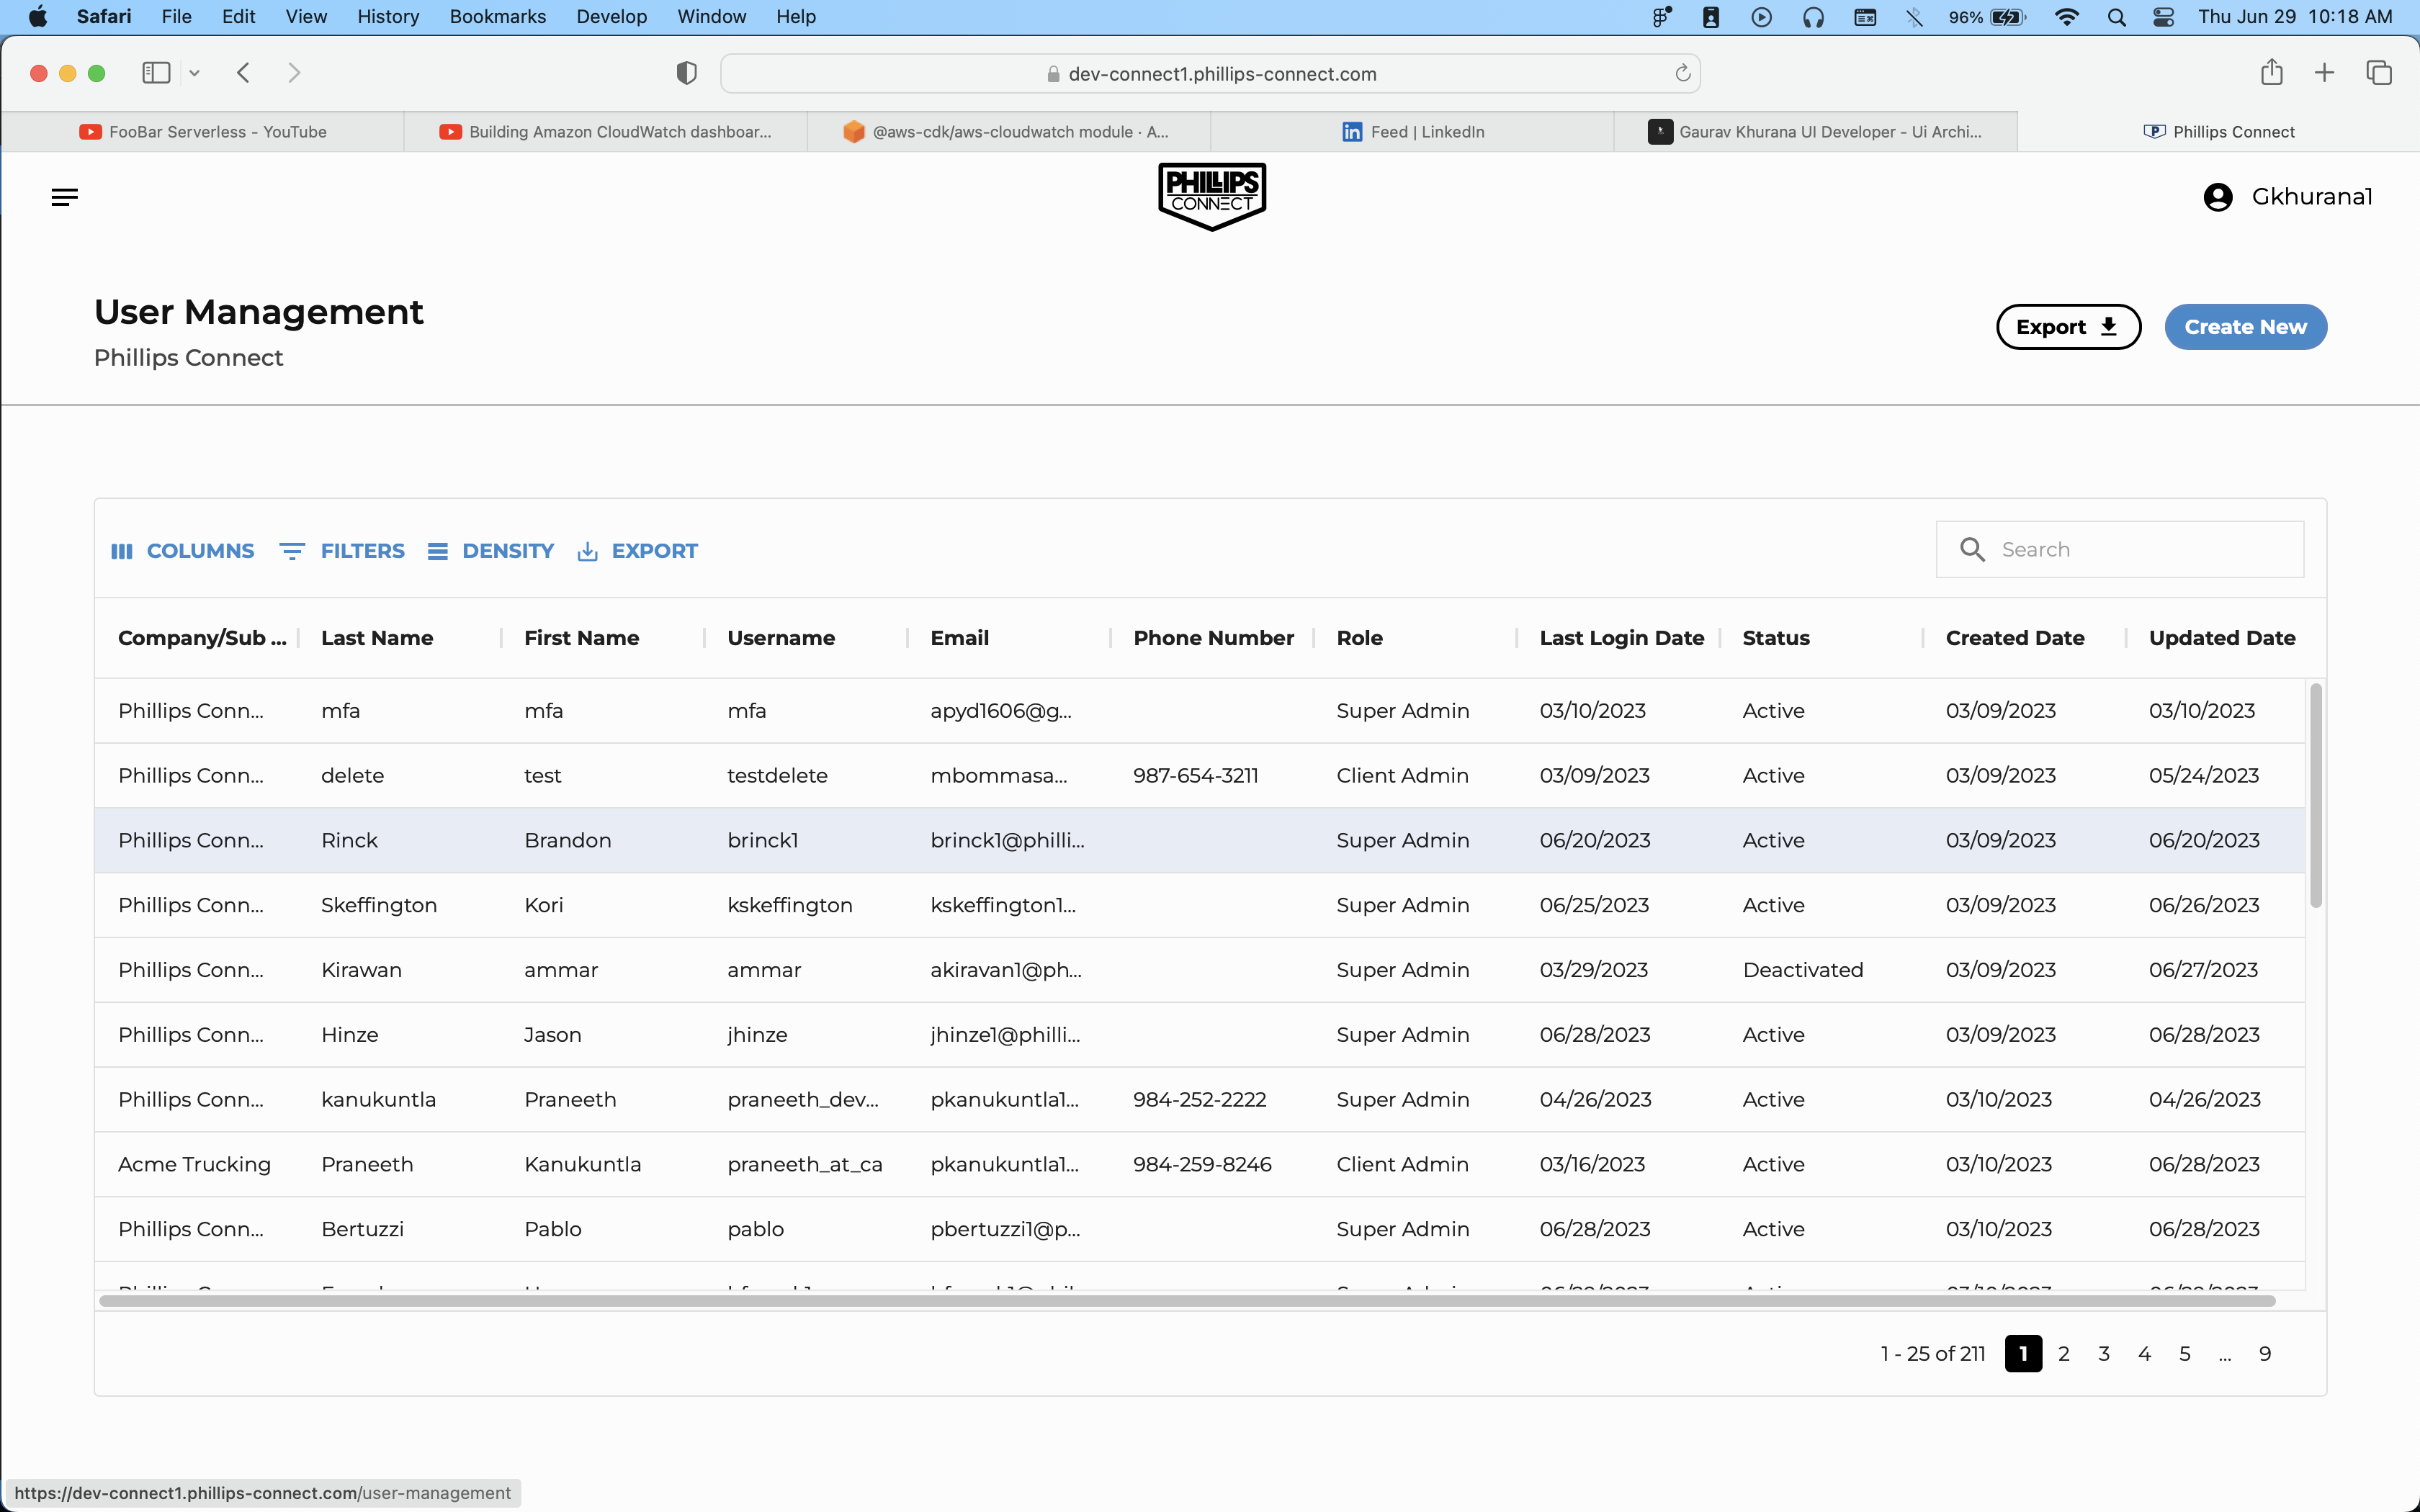 Safari File Edit View History Bookmarks Develop Window Help 96% Thu Jun 29 10:18 AM
dev-connect1.phillips-connect.com
FooBar Serverless - YouTube Building Amazon CloudWatch dashboar... @aws-cdk/aws-cloudwatch module · A... Feed | LinkedIn Gaurav Khurana UI Developer - Ui Archi... Phillips Connect
PHILLIPS
CONNECT
Gkhurana1
User Management
Phillips Connect
Export Create New
COLUMNS FILTERS DENSITY EXPORT Search
Company/Sub ... Last Name First Name Username Email Phone Number Role Last Login Date Status Created Date Updated Date
Phillips Conn... mfa mfa mfa apyd1606@g... Super Admin 03/10/2023 Active 03/09/2023 03/10/2023
Phillips Conn... delete test testdelete mbommasa... 987-654-3211 Client Admin 03/09/2023 Active 03/09/2023 05/24/2023
Phillips Conn... Rinck Brandon brinck1 brinck1@philli... Super Admin 06/20/2023 Active 03/09/2023 06/20/2023
Phillips Conn... Skeffington Kori kskeffington kskeffington1... Super Admin 06/25/2023 Active 03/09/2023 06/26/2023
Phillips Conn... Kirawan ammar ammar akiravan1@ph... Super Admin 03/29/2023 Deactivated 03/09/2023 06/27/2023
Phillips Conn... Hinze Jason jhinze jhinze1@philli... Super Admin 06/28/2023 Active 03/09/2023 06/28/2023
Phillips Conn... kanukuntla Praneeth praneeth_dev... pkanukuntla1... 984-252-2222 Super Admin 04/26/2023 Active 03/10/2023 04/26/2023
Acme Trucking Praneeth Kanukuntla praneeth_at_ca pkanukuntla1... 984-259-8246 Client Admin 03/16/2023 Active 03/10/2023 06/28/2023
Phillips Conn... Bertuzzi Pablo pablo pbertuzzi1@p... Super Admin 06/28/2023 Active 03/10/2023 06/28/2023
1 - 25 of 211 1 2 3 4 5 ... 9
https://dev-connect1.phillips-connect.com/user-management